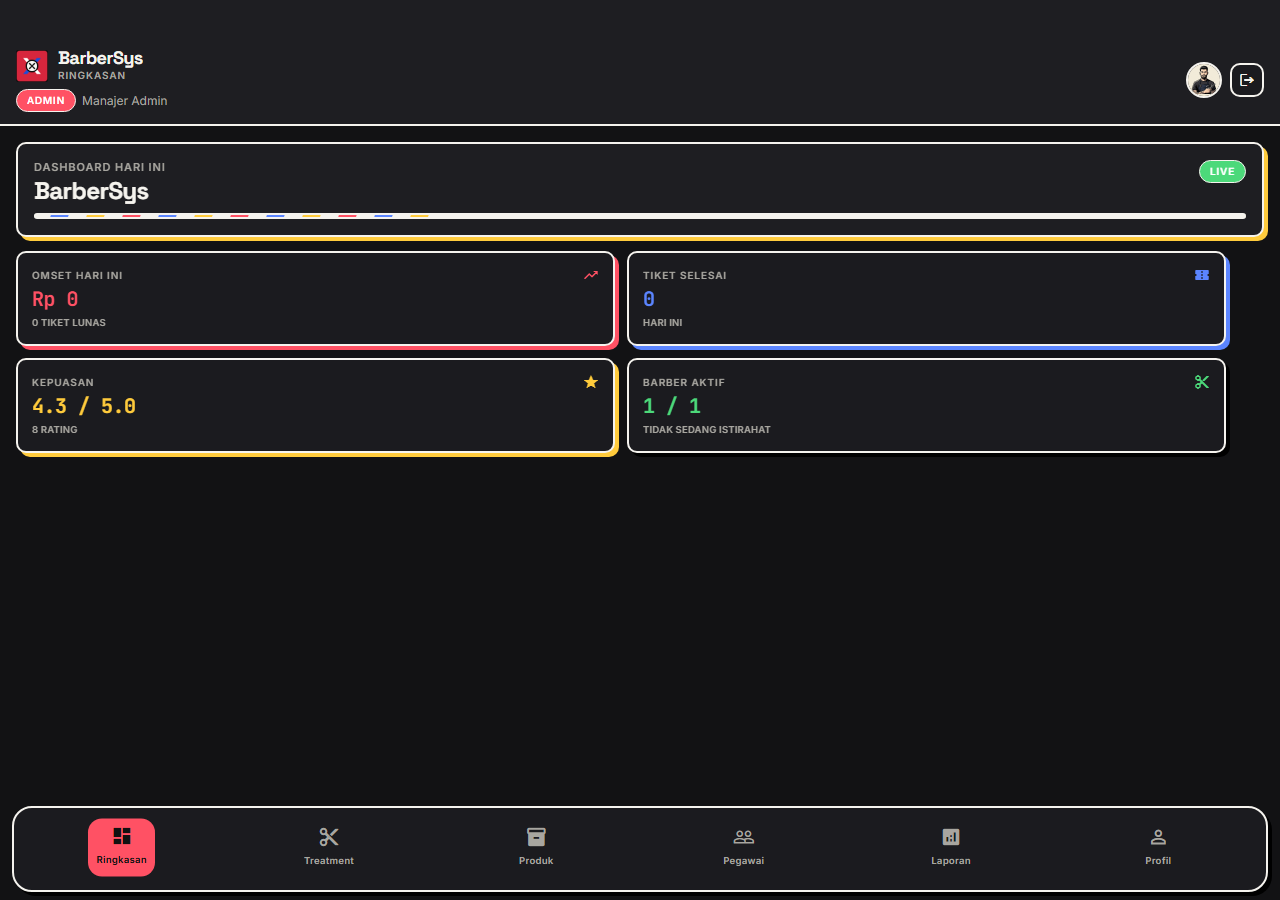 BarberSys
RINGKASAN
ADMIN Manajer Admin
DASHBOARD HARI INI
LIVE
BarberSys
OMSET HARI INI
Rp 0
0 TIKET LUNAS
TIKET SELESAI
0
HARI INI
KEPUASAN
4.3 / 5.0
8 RATING
BARBER AKTIF
1 / 1
TIDAK SEDANG ISTIRAHAT
Ringkasan
Treatment
Produk
Pegawai
Laporan
Profil